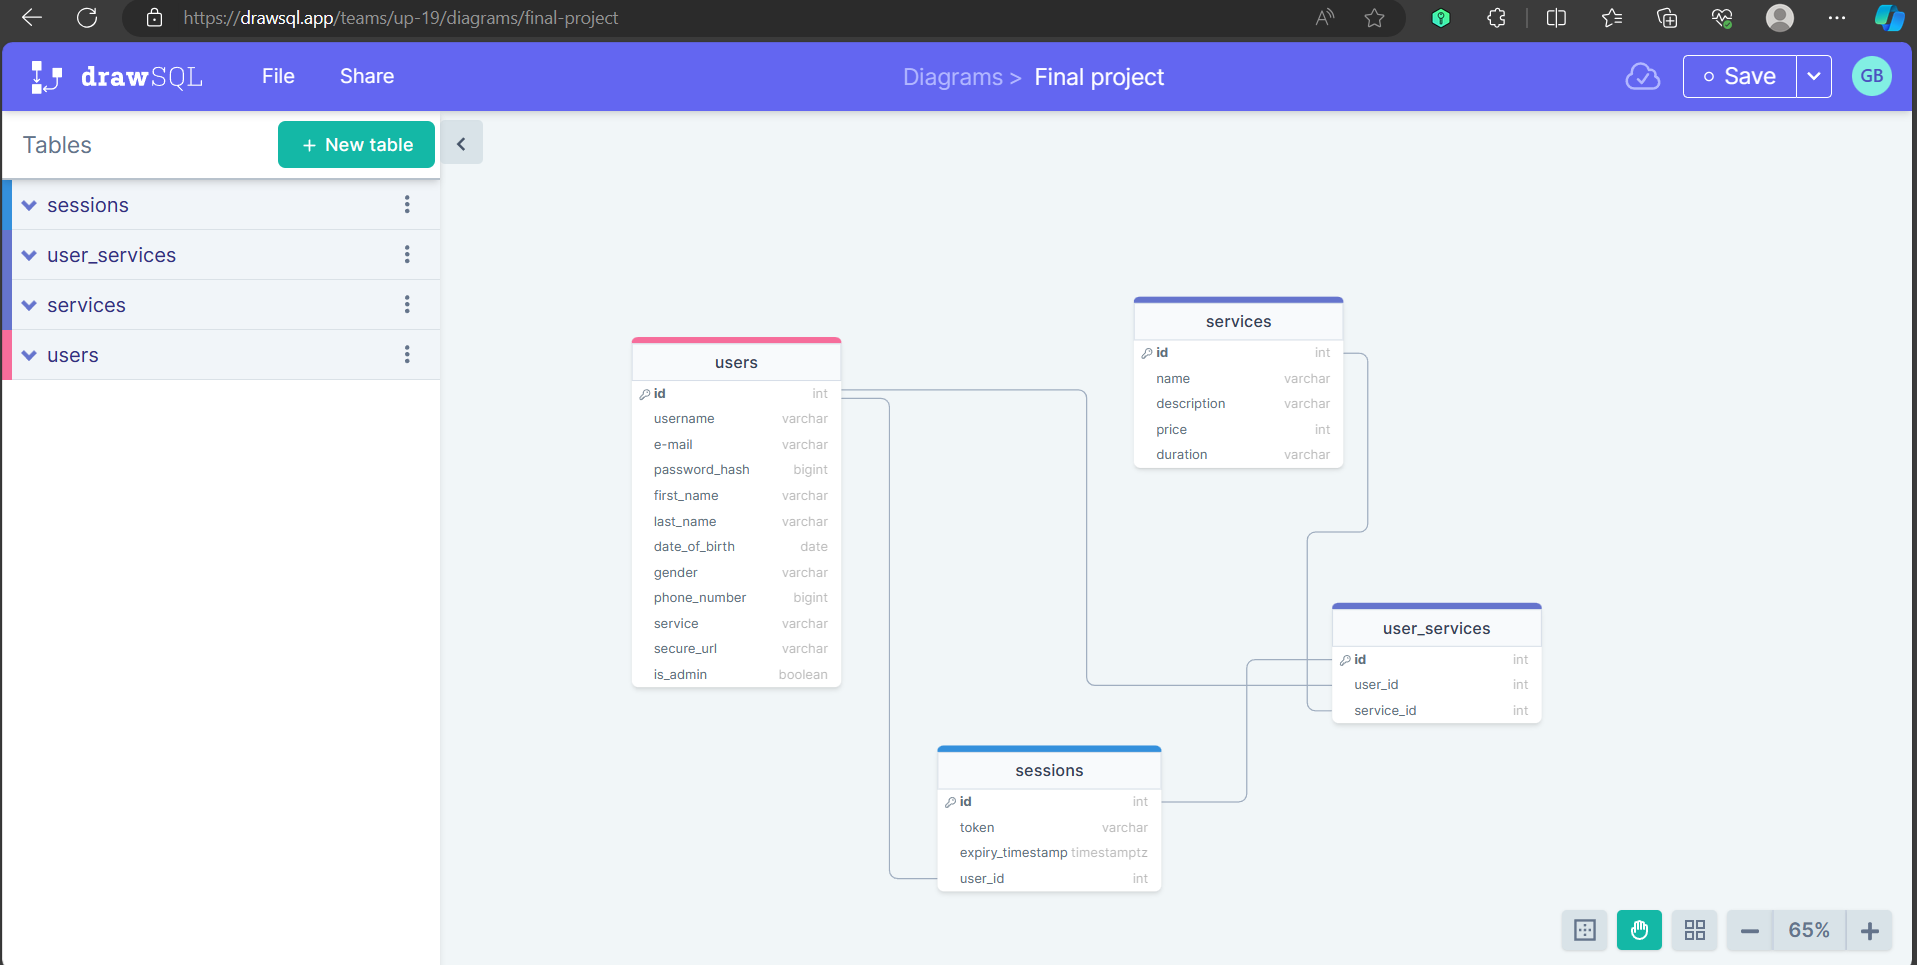 https://drawsql.app/teams/up-19/diagrams/final-project
drawSQL
File
Share
Diagrams > Final project
Save
GB
Tables
+ New table
sessions
user_services
services
users
users
id int
username varchar
e-mail varchar
password_hash bigint
first_name varchar
last_name varchar
date_of_birth date
gender varchar
phone_number bigint
service varchar
secure_url varchar
is_admin boolean
services
id int
name varchar
description varchar
price int
duration varchar
user_services
id int
user_id int
service_id int
sessions
id int
token varchar
expiry_timestamp timestamptz
user_id int
65%